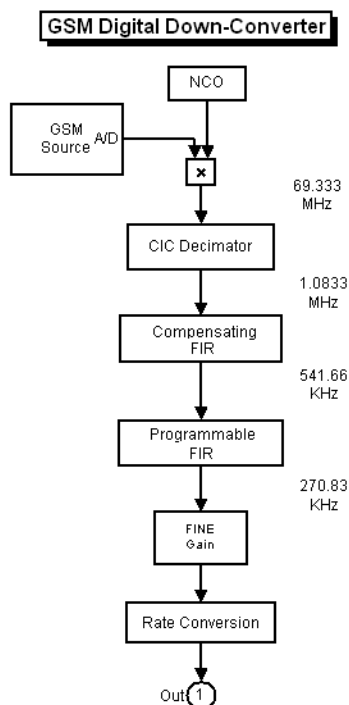 GSM Digital Down-Converter
NCO
GSM
Source
A/D
×
69.333
MHz
CIC Decimator
1.0833
MHz
Compensating
FIR
541.66
KHz
Programmable
FIR
270.83
KHz
FINE
Gain
Rate Conversion
Out 1